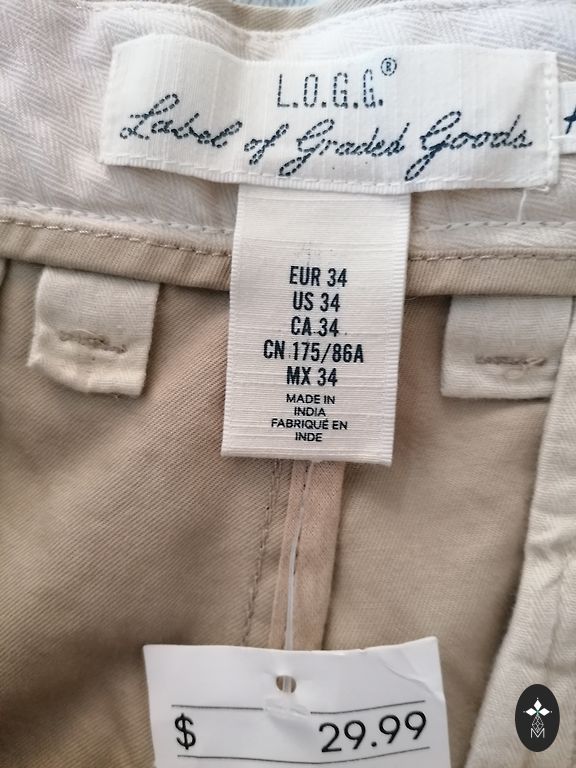 L.O.G.G.®
Label of Graded Goods
EUR 34
US 34
CA 34
CN 175/86A
MX 34
MADE IN
INDIA
FABRIQUÉ EN
INDE
$ 29.99
M